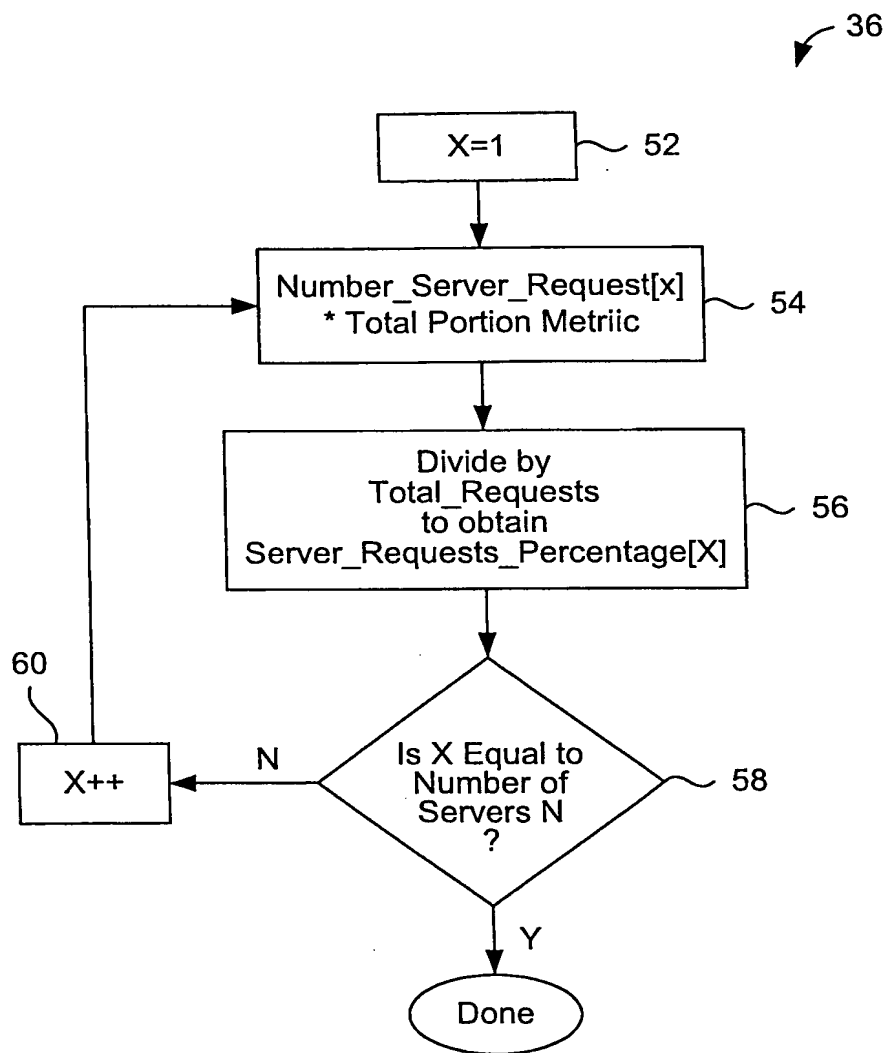 36
X=1
52
Number_Server_Request[x]
* Total Portion Metriic
54
Divide by
Total_Requests
to obtain
Server_Requests_Percentage[X]
56
60
X++
N
Is X Equal to
Number of
Servers N
?
58
Y
Done